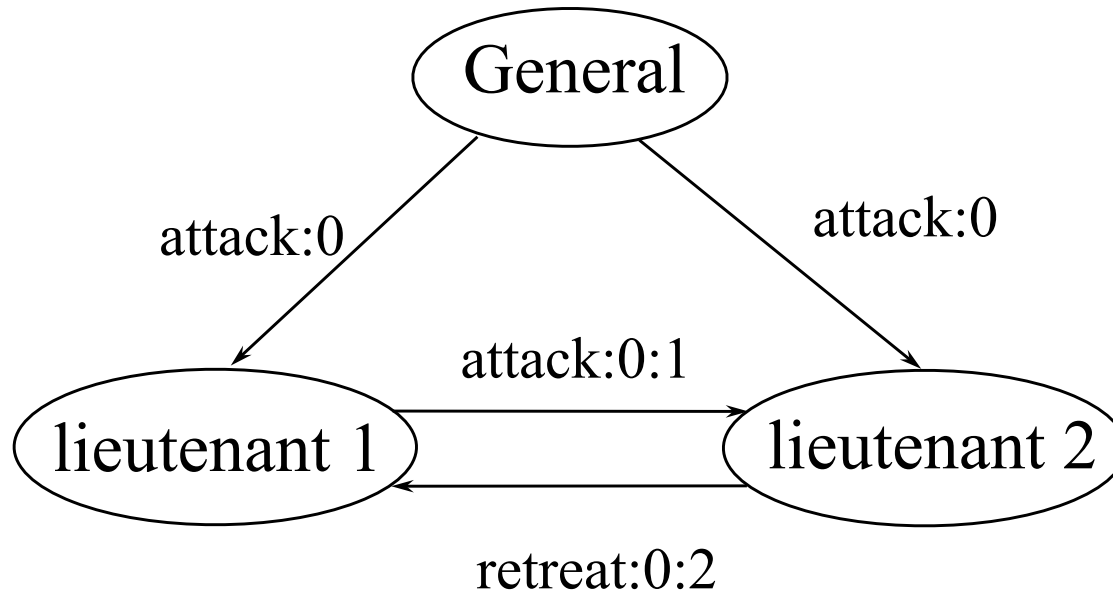 General
attack:0
attack:0
attack:0:1
lieutenant 1
lieutenant 2
retreat:0:2